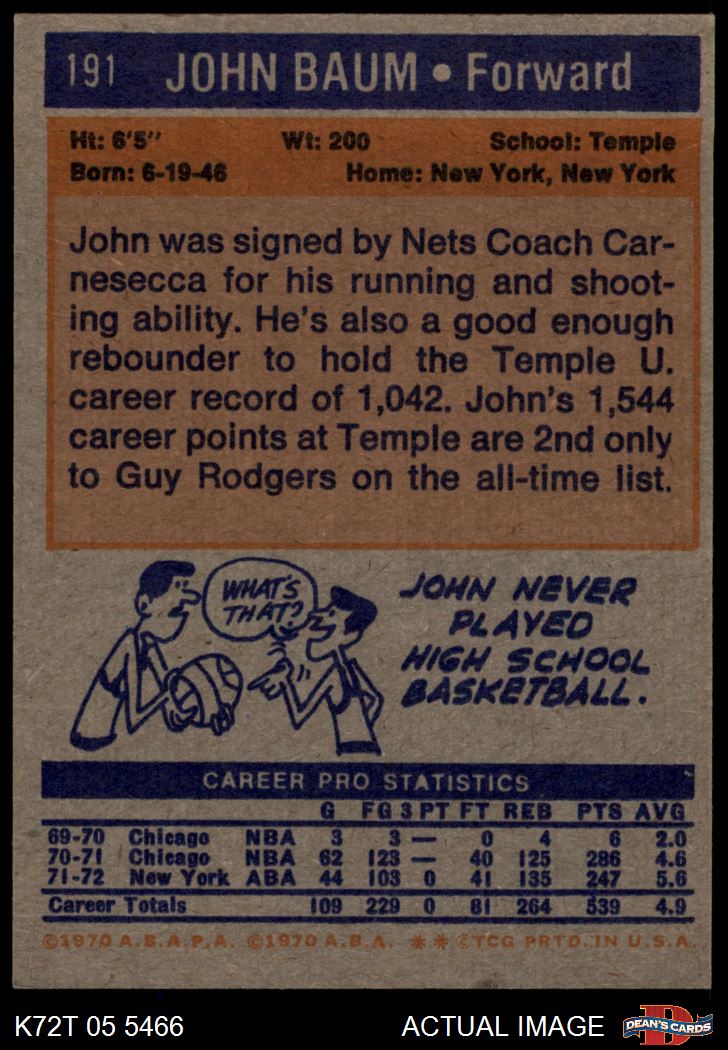 191 JOHN BAUM • Forward
Ht: 6'5" Wt: 200 School: Temple
Born: 6-19-46 Home: New York, New York
John was signed by Nets Coach Car-
nesecca for his running and shoot-
ing ability. He's also a good enough
rebounder to hold the Temple U.
career record of 1,042. John's 1,544
career points at Temple are 2nd only
to Guy Rodgers on the all-time list.
WHAT'S
THAT?
JOHN NEVER
PLAYED
HIGH SCHOOL
BASKETBALL.
CAREER PRO STATISTICS
G FG 3 PT FT REB PTS AVG
69-70 Chicago NBA 3 3 — 0 4 6 2.0
70-71 Chicago NBA 62 123 — 40 125 286 4.6
71-72 New York ABA 44 103 0 41 135 247 5.6
Career Totals 109 229 0 81 264 539 4.9
©1970 A.B.A.P.A. ©1970 A.B.A. ** ©TCG PRTD. IN U.S.A.
K72T 05 5466 ACTUAL IMAGE
D
DEAN'S CARDS